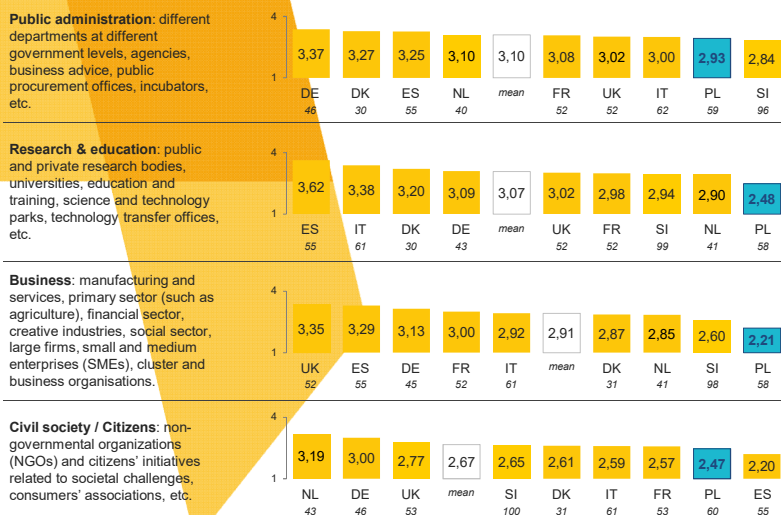 Public administration: different
departments at different
government levels, agencies,
business advice, public
procurement offices, incubators,
etc.
4
1
3,37 3,27 3,25 3,10 3,10 3,08 3,02 3,00 2,93 2,84
DE DK ES NL mean FR UK IT PL SI
46 30 55 40 52 52 62 59 96
Research & education: public
and private research bodies,
universities, education and
training, science and technology
parks, technology transfer offices,
etc.
4
1
3,62 3,38 3,20 3,09 3,07 3,02 2,98 2,94 2,90 2,48
ES IT DK DE mean UK FR SI NL PL
55 61 30 43 52 52 99 41 58
Business: manufacturing and
services, primary sector (such as
agriculture), financial sector,
creative industries, social sector,
large firms, small and medium
enterprises (SMEs), cluster and
business organisations.
4
1
3,35 3,29 3,13 3,00 2,92 2,91 2,87 2,85 2,60 2,21
UK ES DE FR IT mean DK NL SI PL
52 55 45 52 61 31 41 98 58
Civil society / Citizens: non-
governmental organizations
(NGOs) and citizens' initiatives
related to societal challenges,
consumers' associations, etc.
4
1
3,19 3,00 2,77 2,67 2,65 2,61 2,59 2,57 2,47 2,20
NL DE UK mean SI DK IT FR PL ES
43 46 53 100 31 61 53 60 55